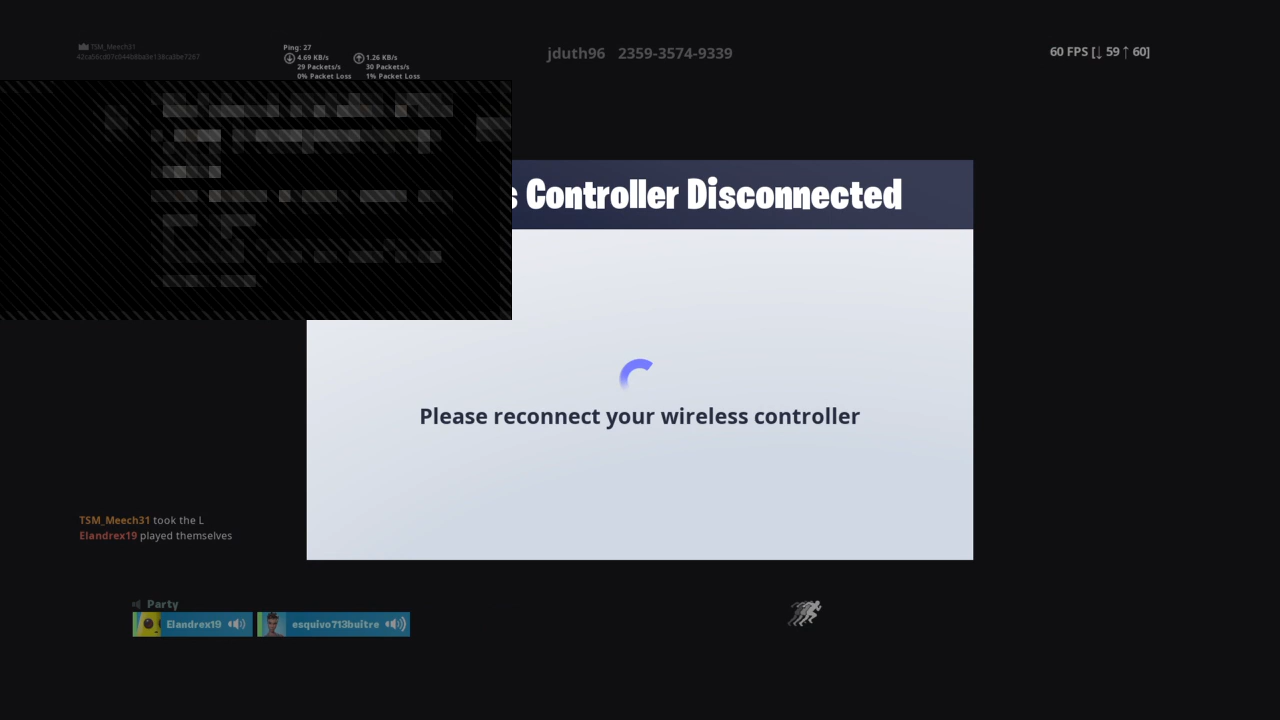 TSM_Meech31
Ping: 27
4.69 KB/s
1.26 KB/s
29 Packets/s
30 Packets/s
0% Packet Loss
1% Packet Loss
jduth96 2359-3574-9339
60 FPS [↓ 59 ↑ 60]
Controller Disconnected
Please reconnect your wireless controller
TSM_Meech31 took the L
Elandrex19 played themselves
Party
Elandrex19
esquivo713buitre